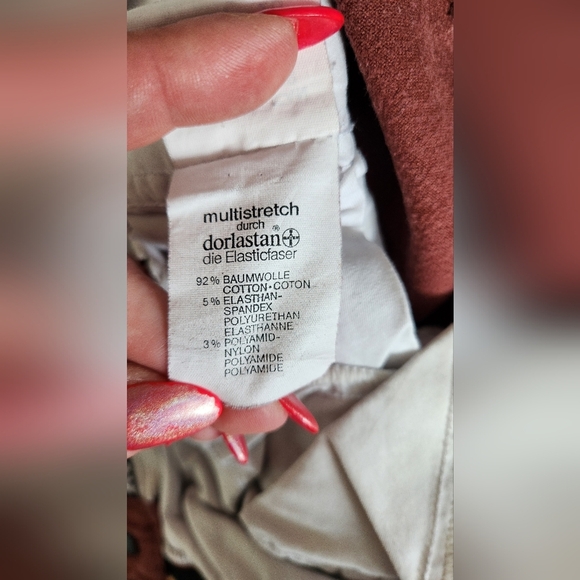 multistretch
durch
dorlastan® BAYER
die Elasticfaser
92% BAUMWOLLE
COTTON·COTON
5% ELASTHAN-
SPANDEX
POLYURETHAN
ELASTHANNE
3% POLYAMID-
NYLON
POLYAMIDE
POLYAMIDE